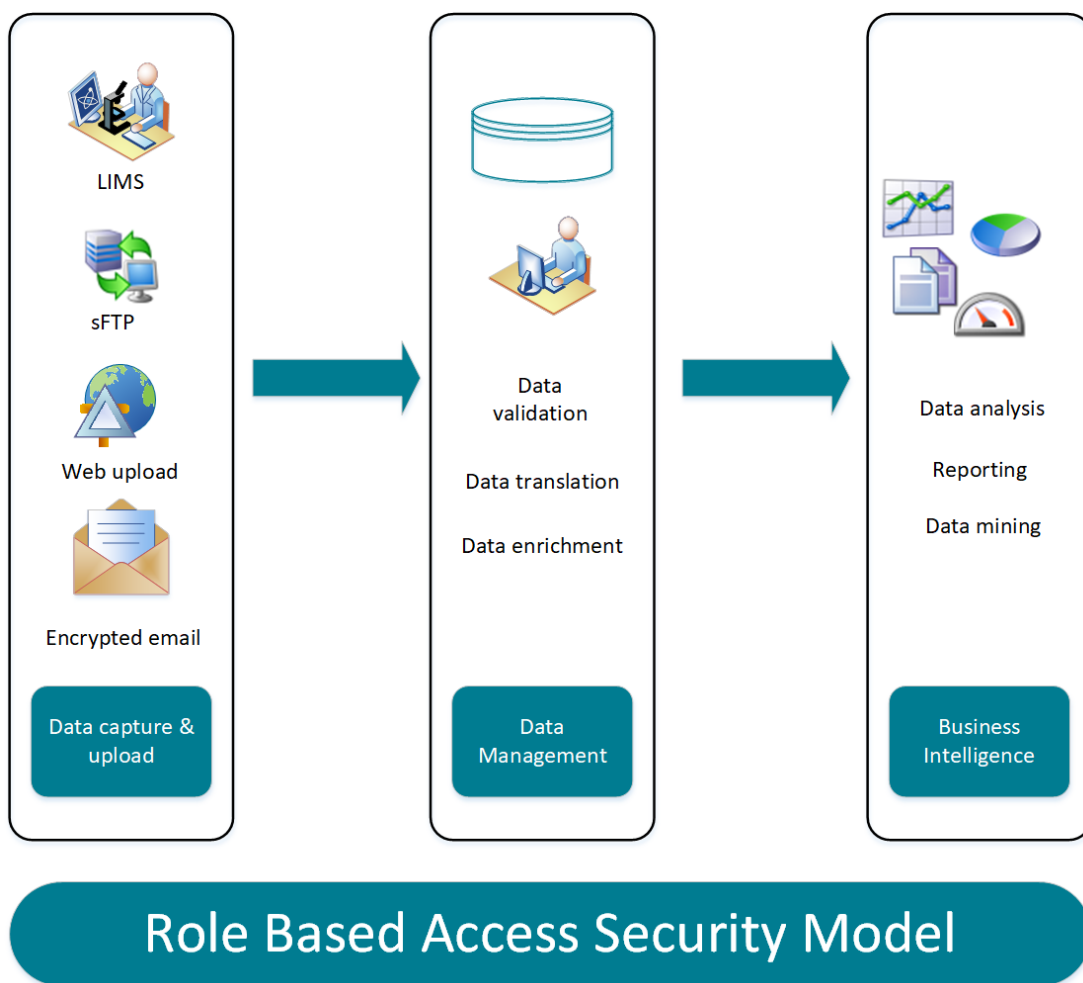 LIMS
sFTP
Web upload
Encrypted email
Data capture &
upload
Data
validation
Data translation
Data enrichment
Data
Management
Data analysis
Reporting
Data mining
Business
Intelligence
Role Based Access Security Model